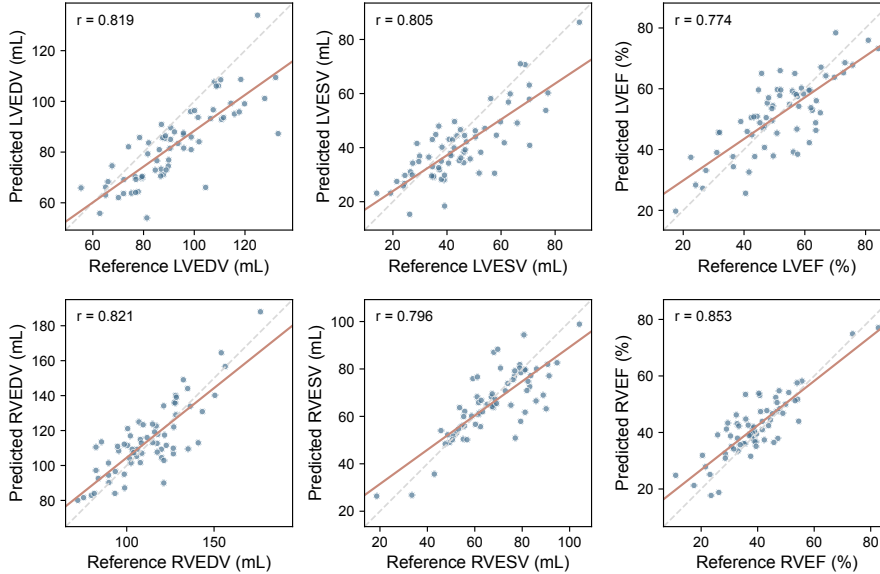 r = 0.819
Predicted LVEDV (mL)
120
100
80
60
60
80
100
120
Reference LVEDV (mL)
r = 0.805
Predicted LVESV (mL)
80
60
40
20
20
40
60
80
Reference LVESV (mL)
r = 0.774
Predicted LVEF (%)
80
60
40
20
20
40
60
80
Reference LVEF (%)
r = 0.821
Predicted RVEDV (mL)
180
160
140
120
100
80
100
150
Reference RVEDV (mL)
r = 0.796
Predicted RVESV (mL)
100
80
60
40
20
20
40
60
80
100
Reference RVESV (mL)
r = 0.853
Predicted RVEF (%)
80
60
40
20
20
40
60
80
Reference RVEF (%)